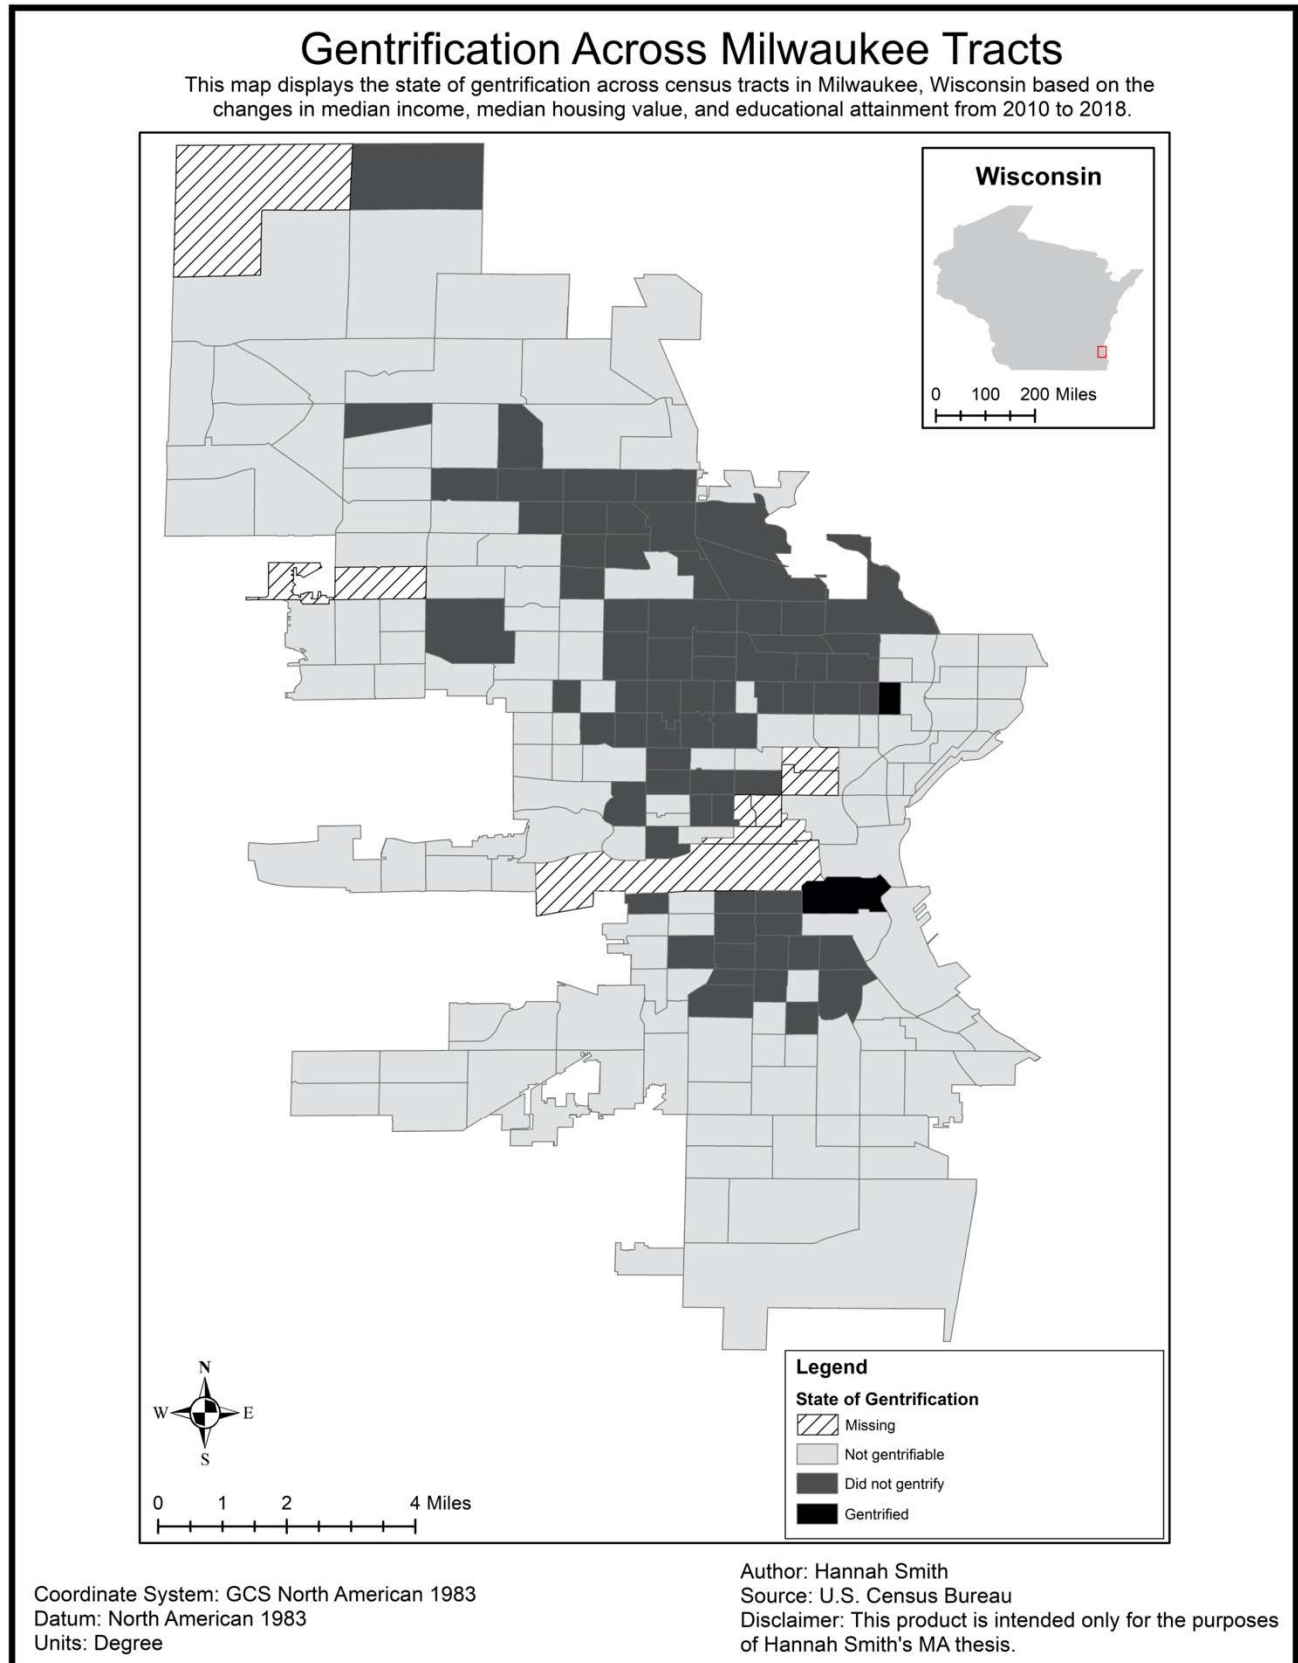 Gentrification Across Milwaukee Tracts
This map displays the state of gentrification across census tracts in Milwaukee, Wisconsin based on the
changes in median income, median housing value, and educational attainment from 2010 to 2018.
Wisconsin
0 100 200 Miles
N
W E
S
0 1 2 4 Miles
Legend
State of Gentrification
Missing
Not gentrifiable
Did not gentrify
Gentrified
Coordinate System: GCS North American 1983
Datum: North American 1983
Units: Degree
Author: Hannah Smith
Source: U.S. Census Bureau
Disclaimer: This product is intended only for the purposes
of Hannah Smith's MA thesis.